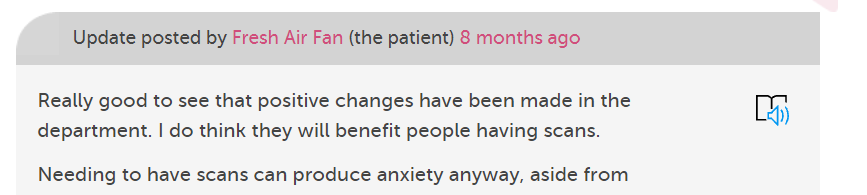 Update posted by Fresh Air Fan (the patient) 8 months ago
Really good to see that positive changes have been made in the
department. I do think they will benefit people having scans.
Needing to have scans can produce anxiety anyway, aside from